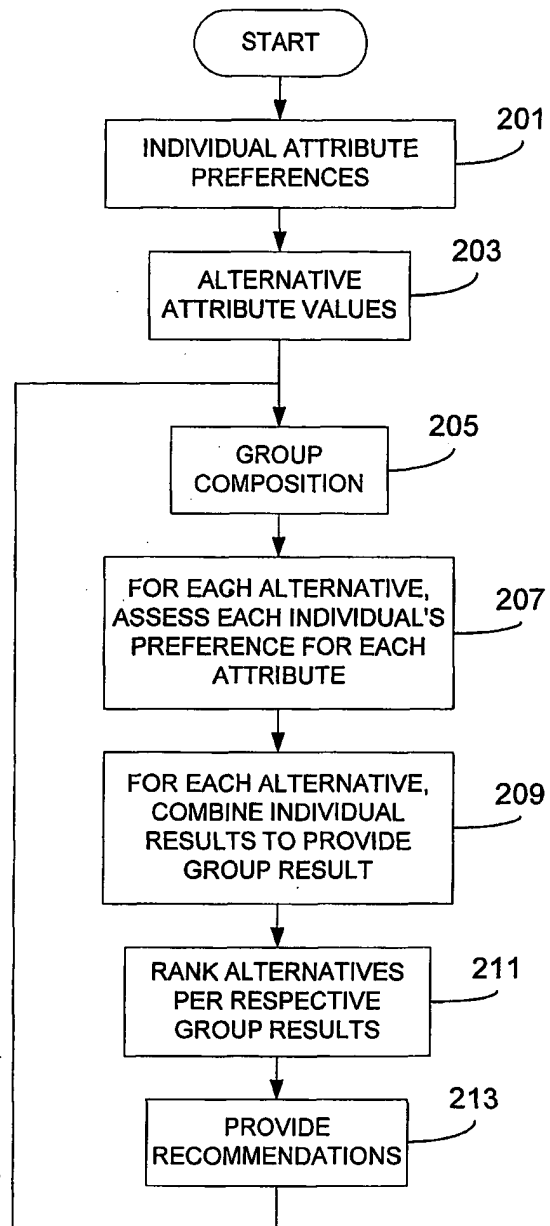 START
201
INDIVIDUAL ATTRIBUTE
PREFERENCES
203
ALTERNATIVE
ATTRIBUTE VALUES
205
GROUP
COMPOSITION
FOR EACH ALTERNATIVE,
ASSESS EACH INDIVIDUAL'S
PREFERENCE FOR EACH
ATTRIBUTE
207
FOR EACH ALTERNATIVE,
COMBINE INDIVIDUAL
RESULTS TO PROVIDE
GROUP RESULT
209
RANK ALTERNATIVES
PER RESPECTIVE
GROUP RESULTS
211
PROVIDE
RECOMMENDATIONS
213